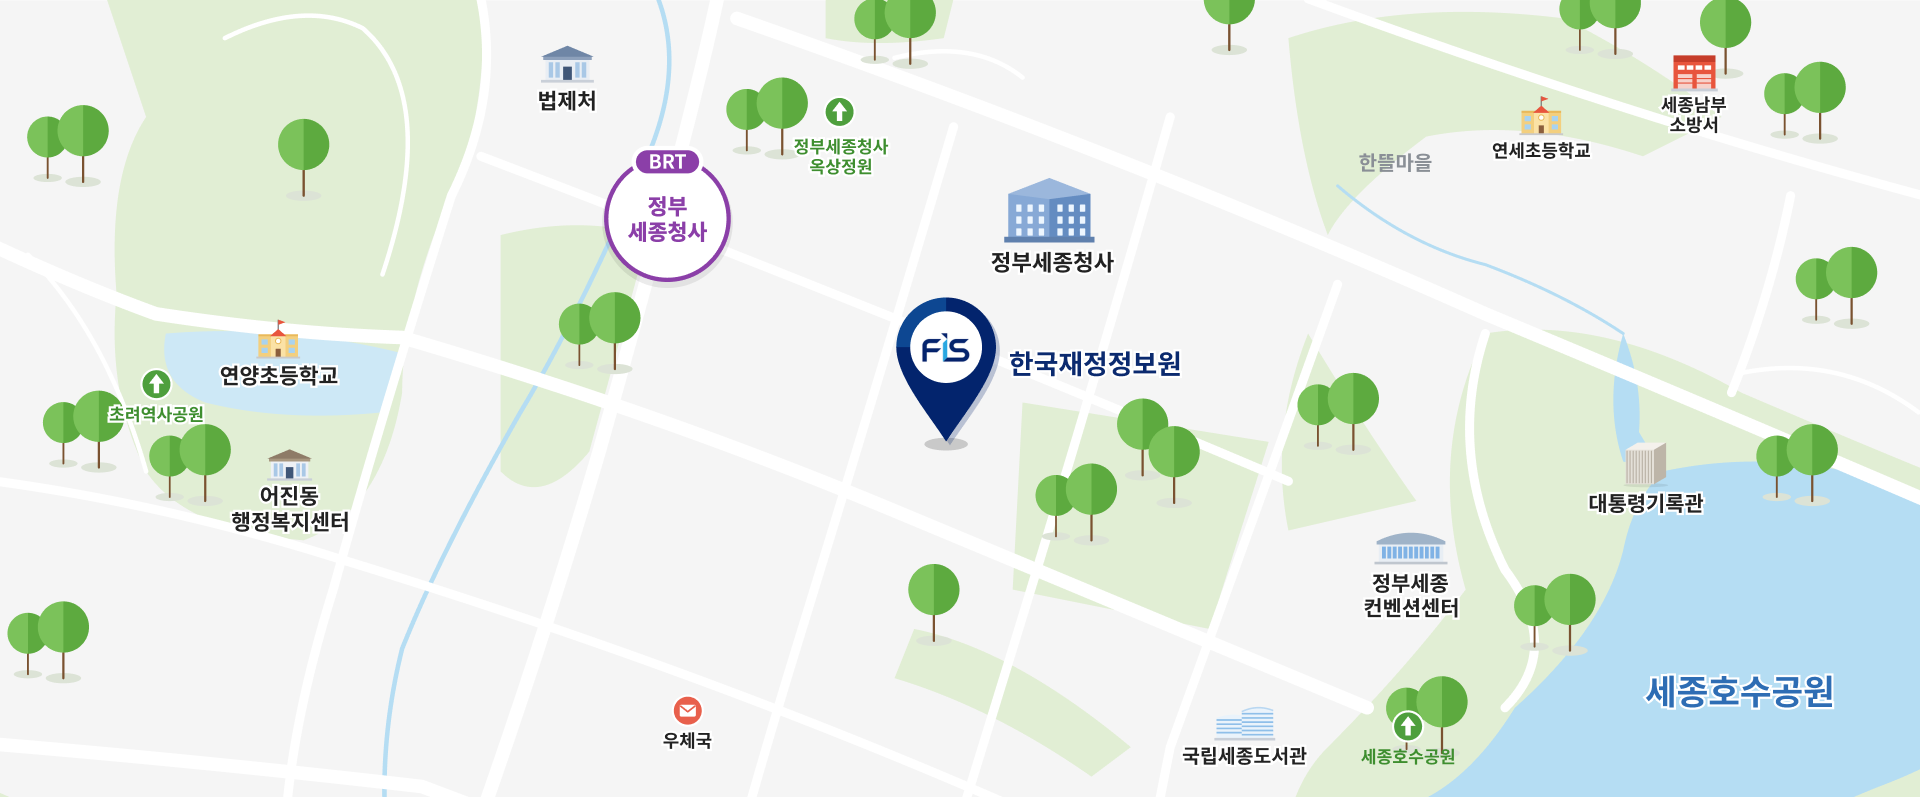 법제처
정부세종청사
옥상정원
BRT
정부
세종청사
세종남부
소방서
연세초등학교
한뜰마을
정부세종청사
FIS
한국재정정보원
연양초등학교
초려역사공원
어진동
행정복지센터
대통령기록관
정부세종
컨벤션센터
세종호수공원
우체국
국립세종도서관
세종호수공원